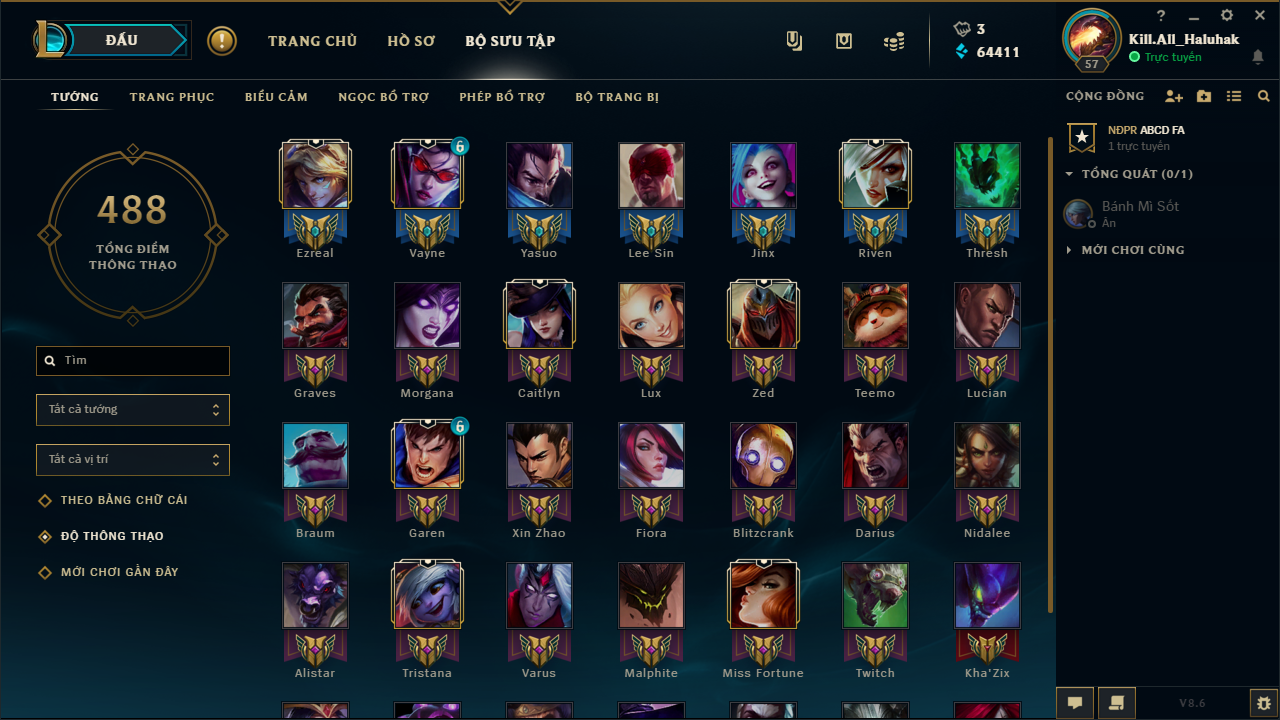 ĐẤU
TRANG CHỦ
HỒ SƠ
BỘ SƯU TẬP
3
64411
57
Kill.All_Haluhak
Trực tuyến
TƯỚNG
TRANG PHỤC
BIỂU CẢM
NGỌC BỔ TRỢ
PHÉP BỔ TRỢ
BỘ TRANG BỊ
CỘNG ĐỒNG
NĐPR ABCD FA
1 trực tuyến
TỔNG QUÁT (0/1)
Bánh Mì Sốt
Ẩn
MỚI CHƠI CÙNG
488
TỔNG ĐIỂM
THÔNG THẠO
Tìm
Tất cả tướng
Tất cả vị trí
THEO BẢNG CHỮ CÁI
ĐỘ THÔNG THẠO
MỚI CHƠI GẦN ĐÂY
6
Ezreal
Vayne
Yasuo
Lee Sin
Jinx
Riven
Thresh
Graves
Morgana
Caitlyn
Lux
Zed
Teemo
Lucian
6
Braum
Garen
Xin Zhao
Fiora
Blitzcrank
Darius
Nidalee
Alistar
Tristana
Varus
Malphite
Miss Fortune
Twitch
Kha'Zix
V8.6